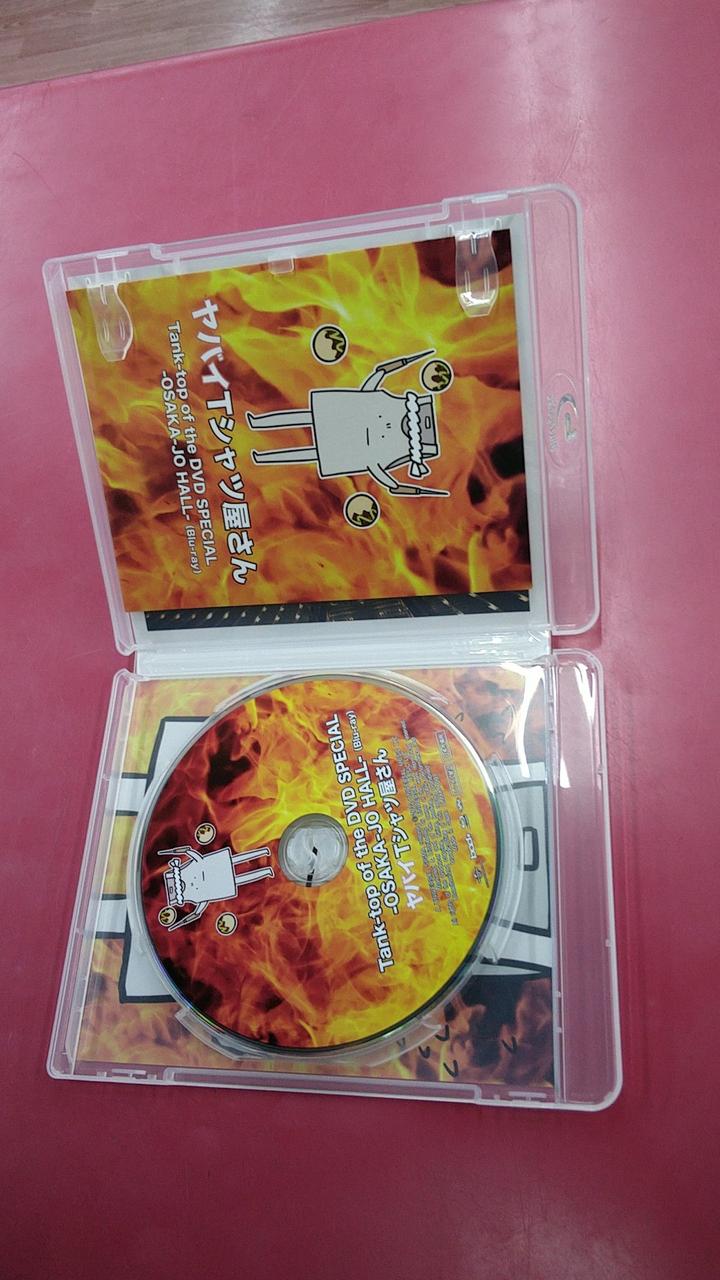 ヤバイTシャツ屋さん
Tank-top of the DVD SPECIAL
-OSAKA-JO HALL- (Blu-ray)
Tank-top of the DVD SPECIAL
-OSAKA-JO HALL- (Blu-ray)
ヤバイTシャツ屋さん